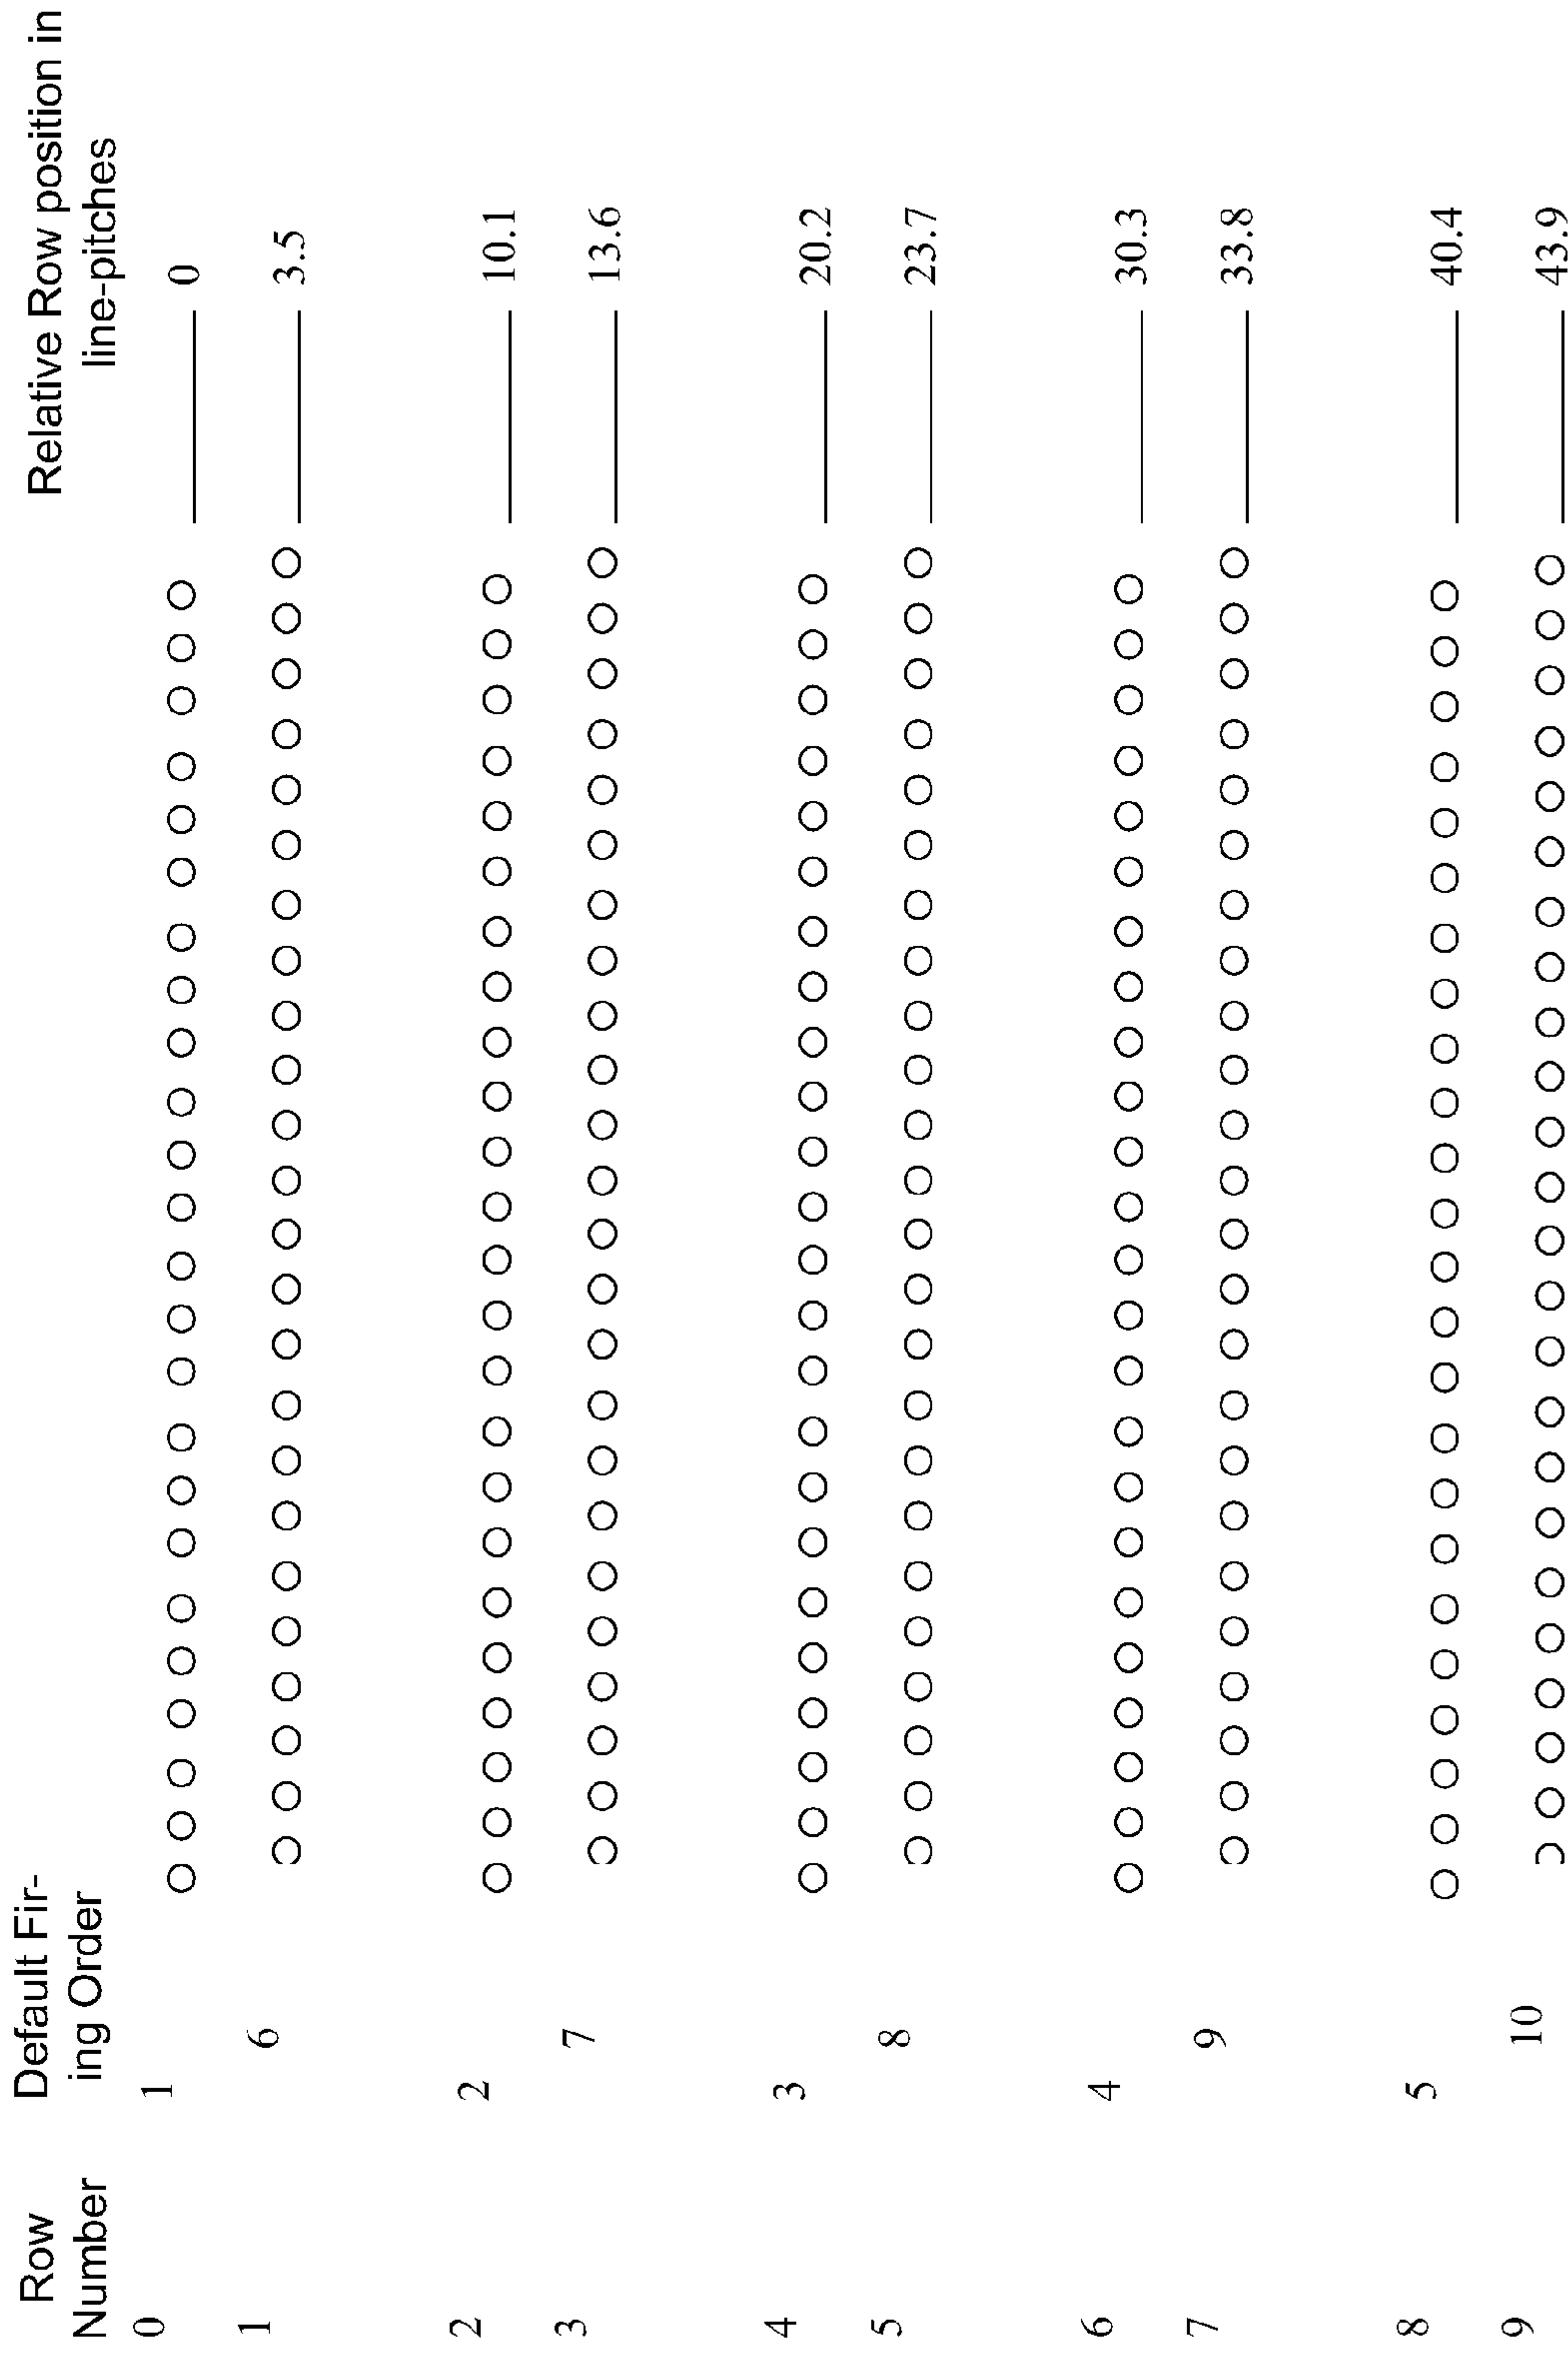 Row
Number
Default Fir-
ing Order
Relative Row position in
line-pitches
0 1 0
1 6 3.5
2 2 10.1
3 7 13.6
4 3 20.2
5 8 23.7
6 4 30.3
7 9 33.8
8 5 40.4
9 10 43.9